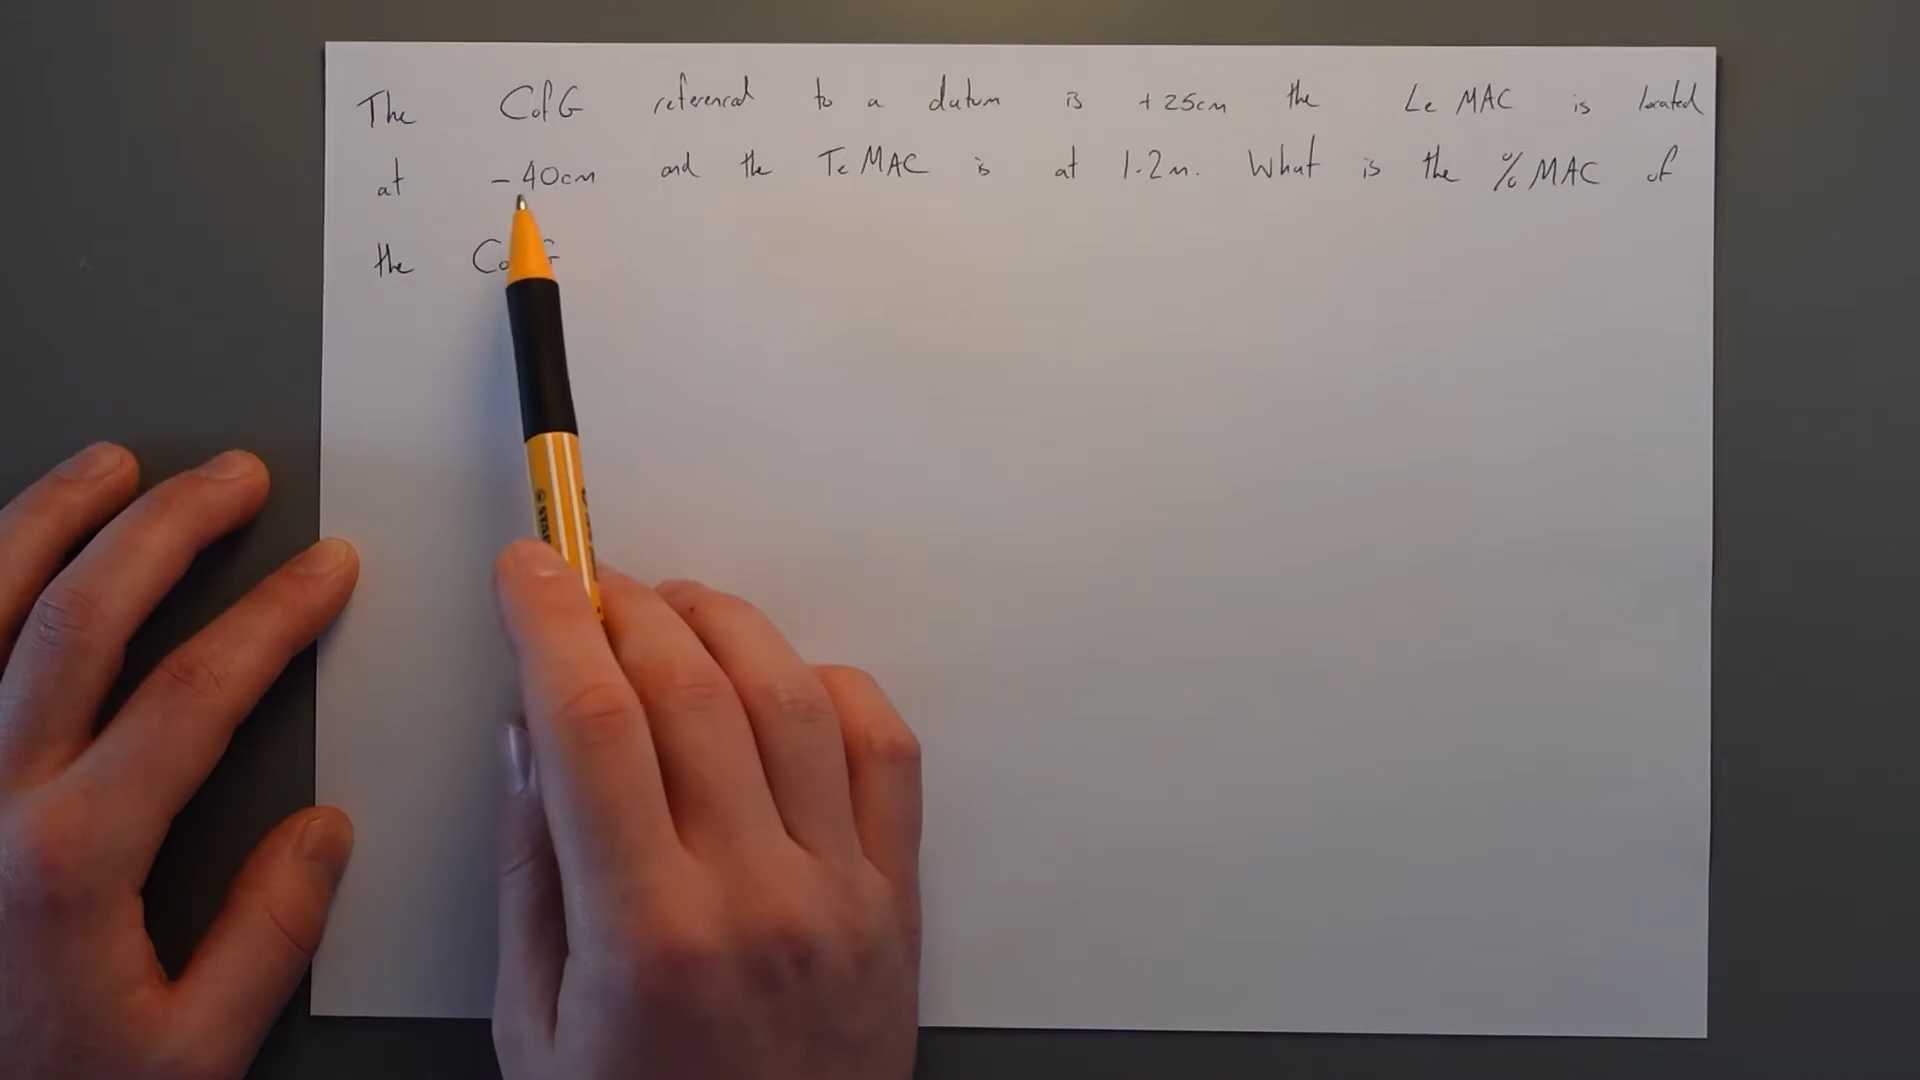 The CofG referenced to a datum is +25cm the Le MAC is located
at -40cm and the Te MAC is at 1.2m. What is the % MAC of
the